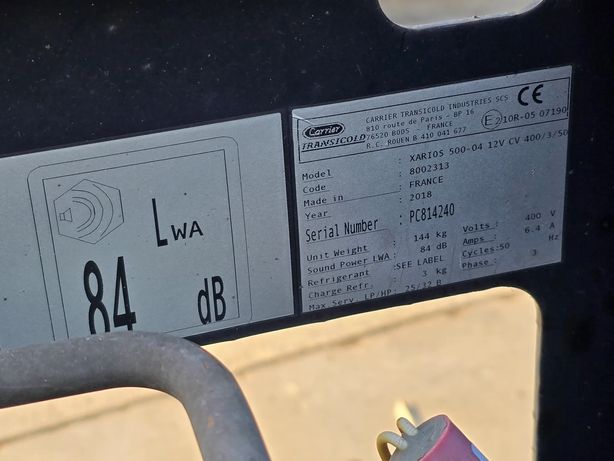 LWA
84 dB
Carrier
TRANSICOLD
CARRIER TRANSICOLD INDUSTRIES SCS
810 route de Paris - BP 16
76520 BOOS - FRANCE
R.C. ROUEN B 410 041 677
CE
E2 10R-05 07190
Model : XARIOS 500-04 12V CV 400/3/50
Code : 8002313
Made in : FRANCE
Year : 2018
Serial Number : PC814240
Unit Weight : 144 kg
Sound Power LWA : 84 dB
Refrigerant :SEE LABEL
Charge Refr. : 3 kg
Max Serv. LP/HP: 25/32 B
Volts : 400 V
Amps : 6.4 A
Cycles:50 Hz
Phase : 3